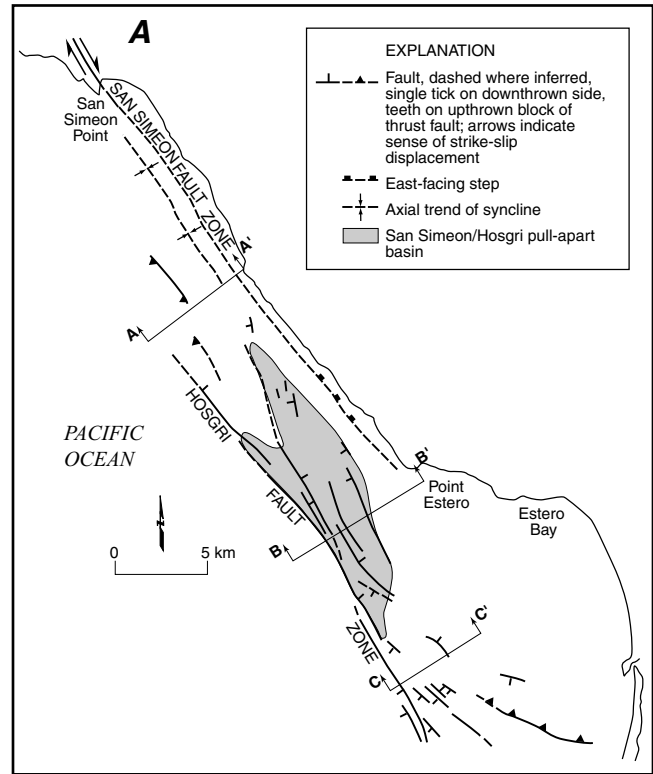 A
EXPLANATION
Fault, dashed where inferred,
single tick on downthrown side,
teeth on upthrown block of
thrust fault; arrows indicate
sense of strike-slip
displacement
East-facing step
Axial trend of syncline
San Simeon/Hosgri pull-apart
basin
San
Simeon
Point
SAN SIMEON FAULT ZONE
A'
A
HOSGRI FAULT ZONE
PACIFIC
OCEAN
B'
Point
Estero
Estero
Bay
B
N
0 5 km
C'
C